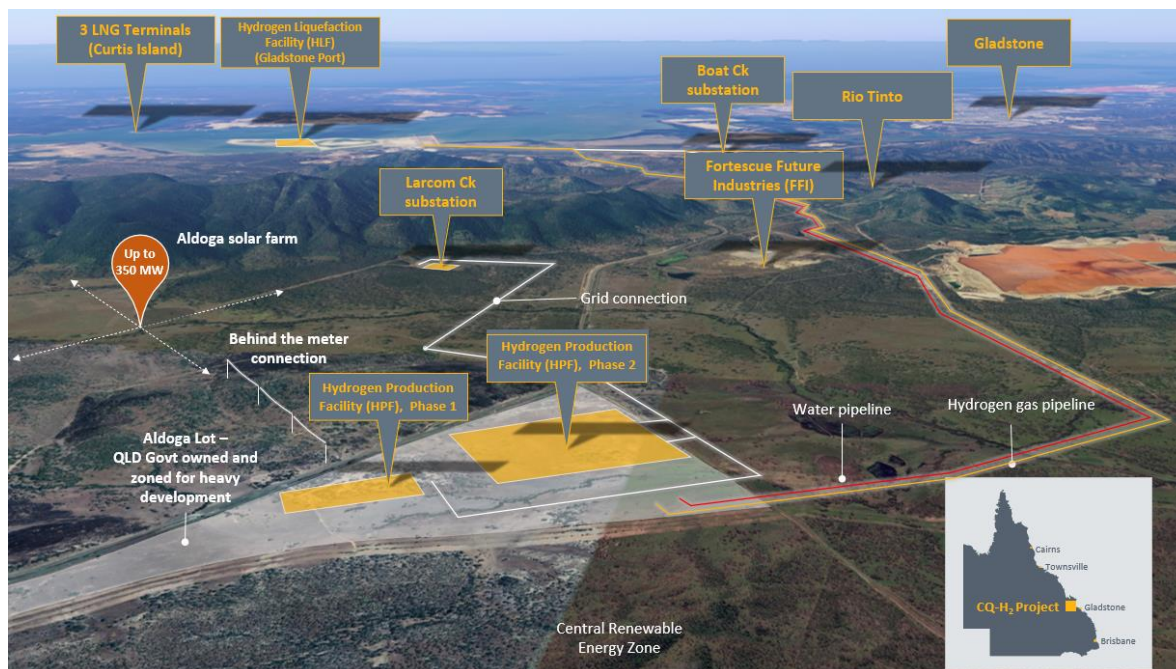 3 LNG Terminals
(Curtis Island)
Hydrogen Liquefaction
Facility (HLF)
(Gladstone Port)
Boat Ck
substation
Rio Tinto
Gladstone
Larcom Ck
substation
Fortescue Future
Industries (FFI)
Aldoga solar farm
Up to
350 MW
Grid connection
Behind the meter
connection
Hydrogen Production
Facility (HPF), Phase 1
Hydrogen Production
Facility (HPF), Phase 2
Water pipeline
Hydrogen gas pipeline
Aldoga Lot –
QLD Govt owned and
zoned for heavy
development
Central Renewable
Energy Zone
Cairns
Townsville
CQ-H₂ Project
Gladstone
Brisbane